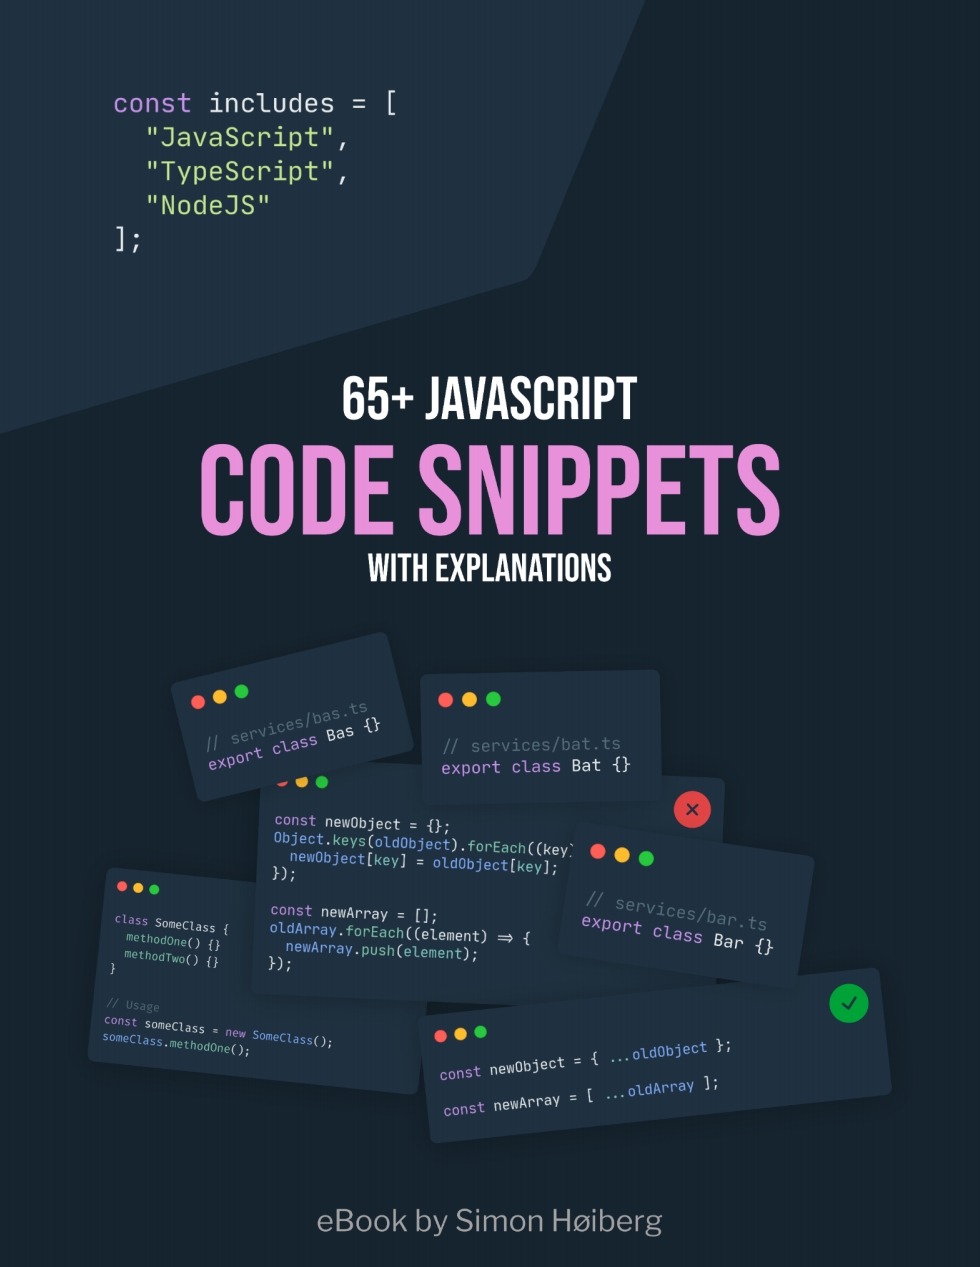 const includes = [
"JavaScript",
"TypeScript",
"NodeJS"
];
65+ JAVASCRIPT
CODE SNIPPETS
WITH EXPLANATIONS
// services/bas.ts
export class Bas {}
// services/bat.ts
export class Bat {}
const newObject = {};
Object.keys(oldObject).forEach((key)
newObject[key] = oldObject[key];
});
const newArray = [];
oldArray.forEach((element) => {
newArray.push(element);
});
// services/bar.ts
export class Bar {}
class SomeClass {
methodOne() {}
methodTwo() {}
}
// Usage
const someClass = new SomeClass();
someClass.methodOne();
const newObject = { ...oldObject };
const newArray = [ ...oldArray ];
eBook by Simon Høiberg